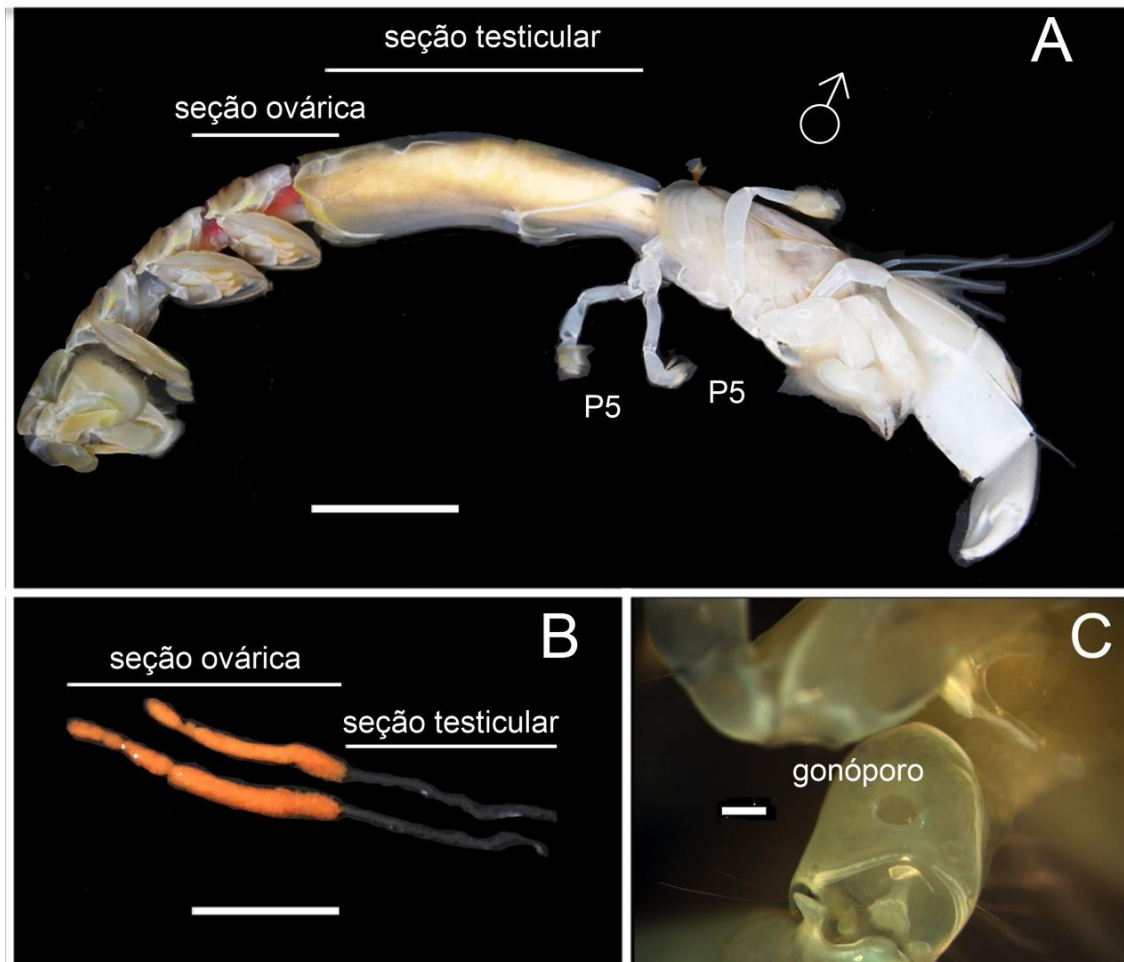 A
seção testicular
seção ovárica
♂
P5
P5
B
seção ovárica
seção testicular
C
gonóporo